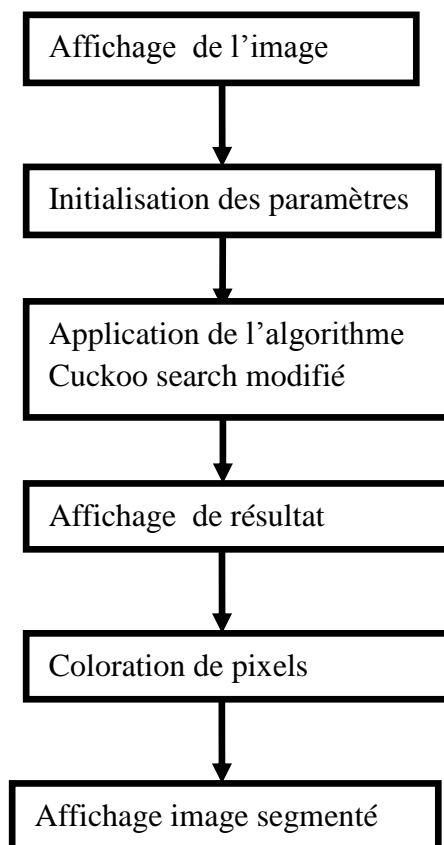 Affichage de l’image
Initialisation des paramètres
Application de l’algorithme
Cuckoo search modifié
Affichage de résultat
Coloration de pixels
Affichage image segmenté